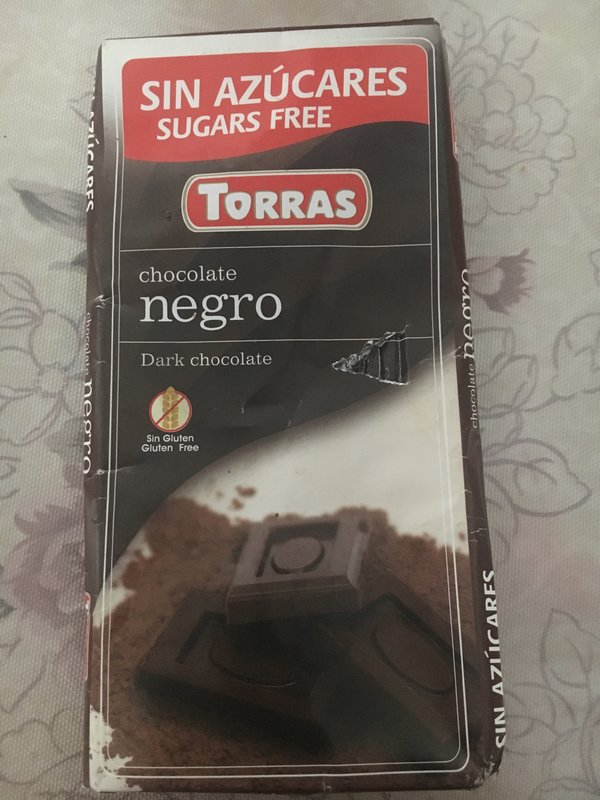 SIN AZÚCARES
SUGARS FREE
TORRAS
chocolate
negro
Dark chocolate
Sin Gluten
Gluten Free
SIN AZÚCARES
chocolate negro
chocolate negro
SIN AZÚCARES